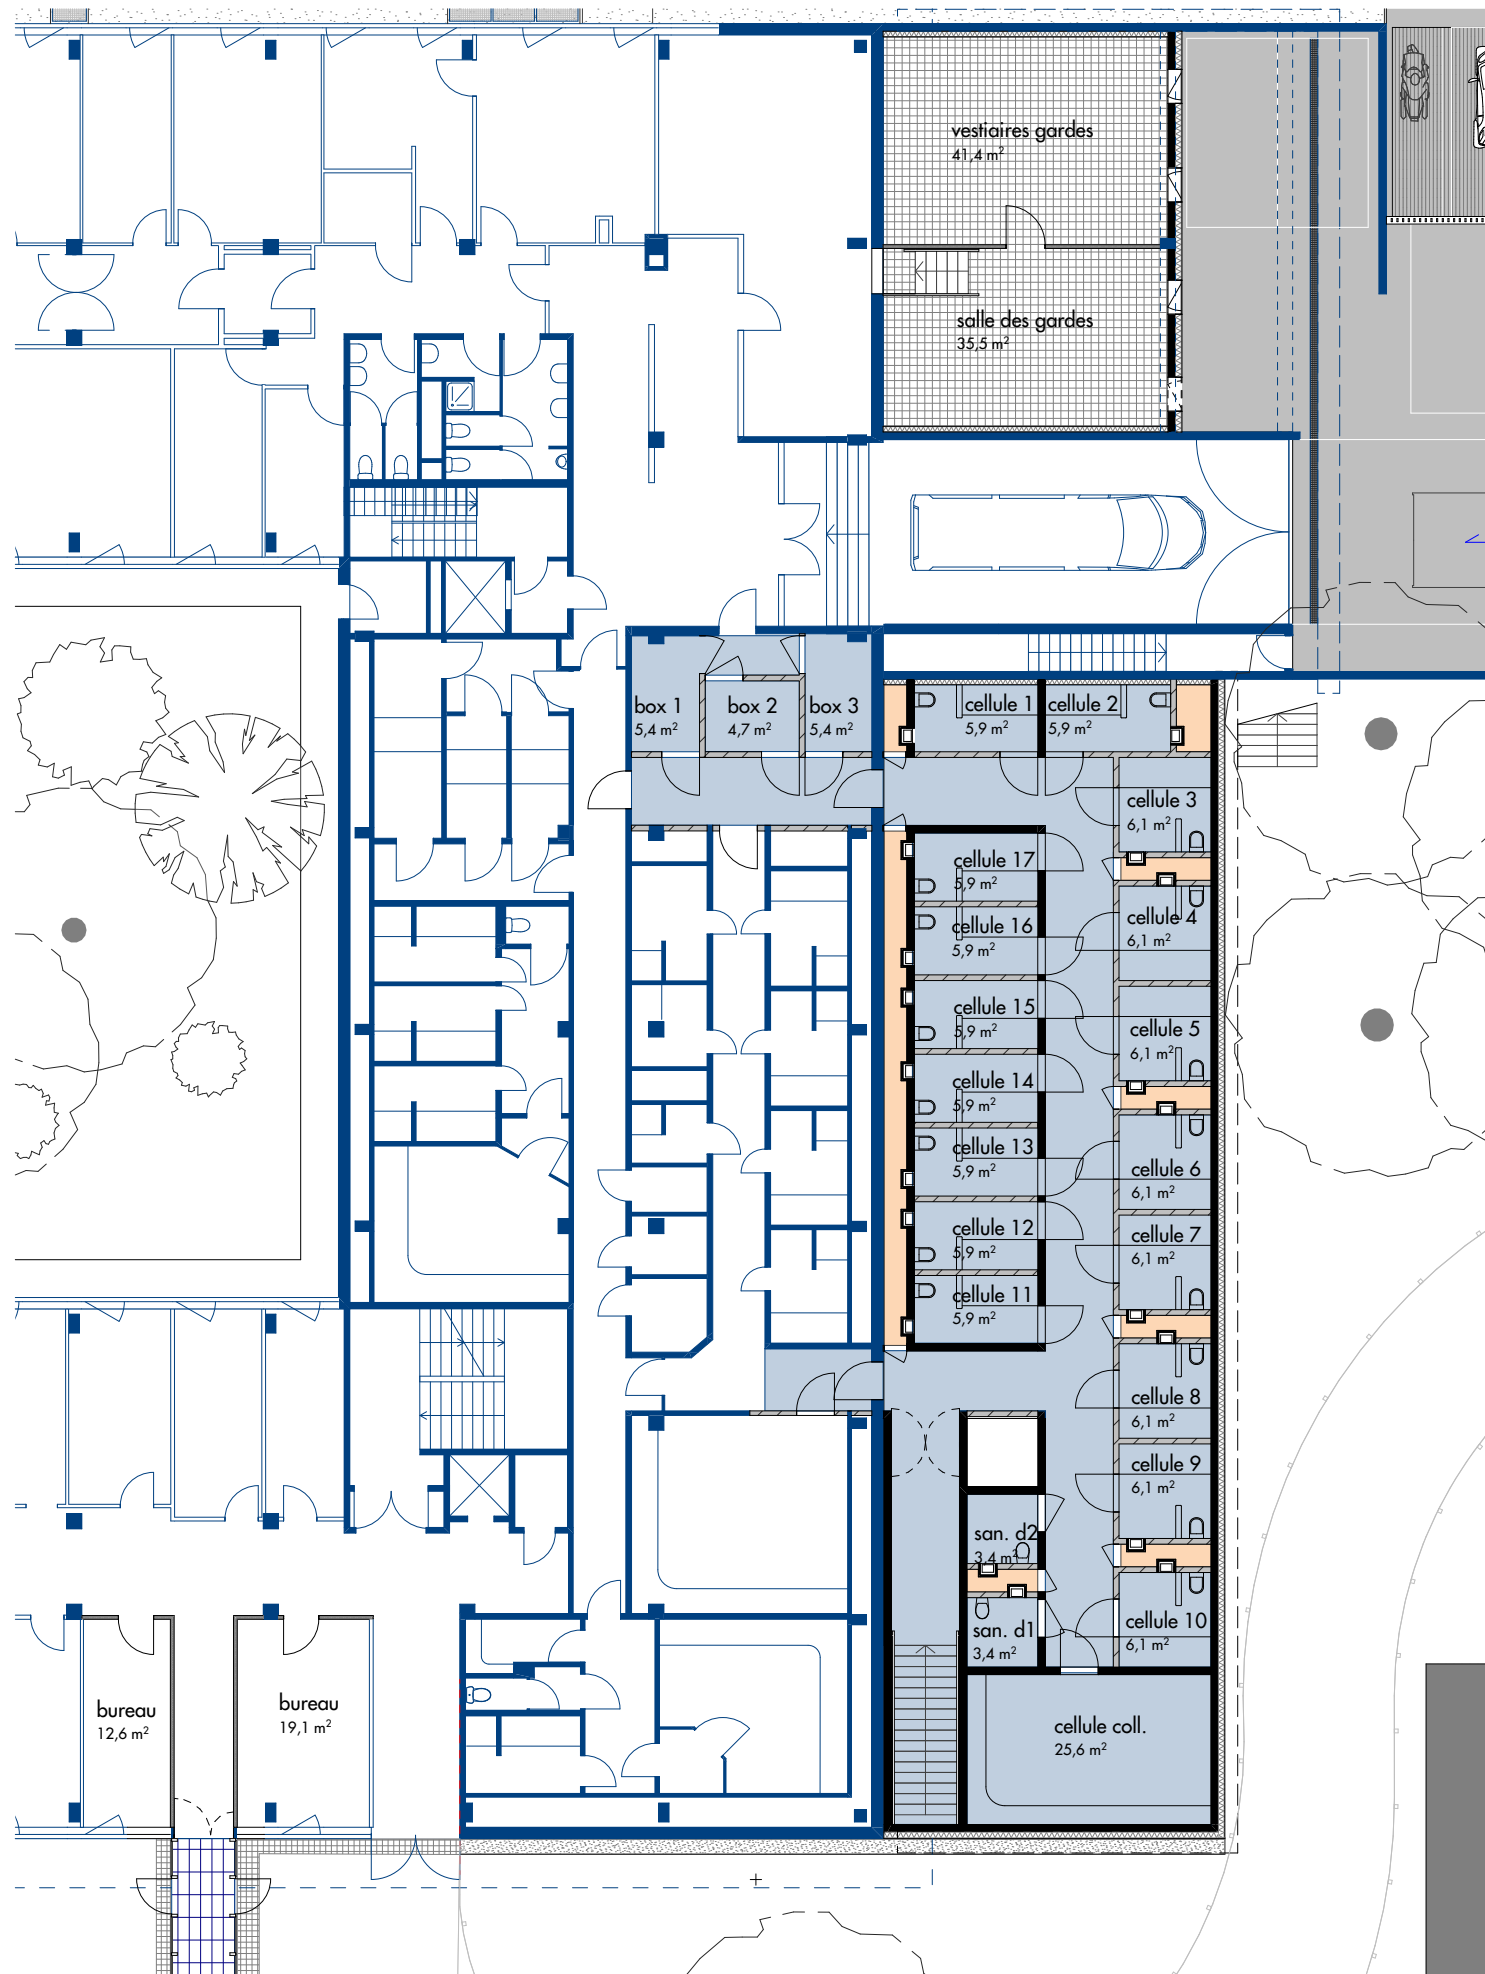 vestiaires gardes
41,4 m²
salle des gardes
35,5 m²
box 1
5,4 m²
box 2
4,7 m²
box 3
5,4 m²
cellule 1
5,9 m²
cellule 2
5,9 m²
cellule 3
6,1 m²
cellule 17
5,9 m²
cellule 4
6,1 m²
cellule 16
5,9 m²
cellule 15
5,9 m²
cellule 5
6,1 m²
cellule 14
5,9 m²
cellule 13
5,9 m²
cellule 6
6,1 m²
cellule 12
5,9 m²
cellule 7
6,1 m²
cellule 11
5,9 m²
cellule 8
6,1 m²
cellule 9
6,1 m²
san. d2
3,4 m²
cellule 10
6,1 m²
san. d1
3,4 m²
bureau
12,6 m²
bureau
19,1 m²
cellule coll.
25,6 m²